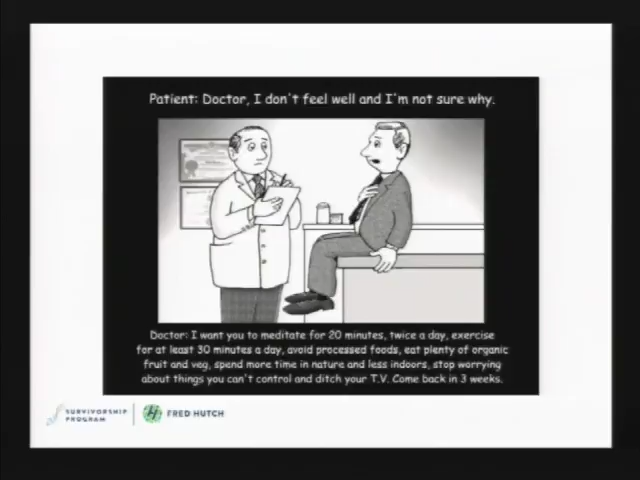 Patient: Doctor, I don't feel well and I'm not sure why.
Doctor: I want you to meditate for 20 minutes, twice a day, exercise
for at least 30 minutes a day, avoid processed foods, eat plenty of organic
fruit and veg, spend more time in nature and less indoors, stop worrying
about things you can't control and ditch your T.V. Come back in 3 weeks.
SURVIVORSHIP
PROGRAM
FRED HUTCH